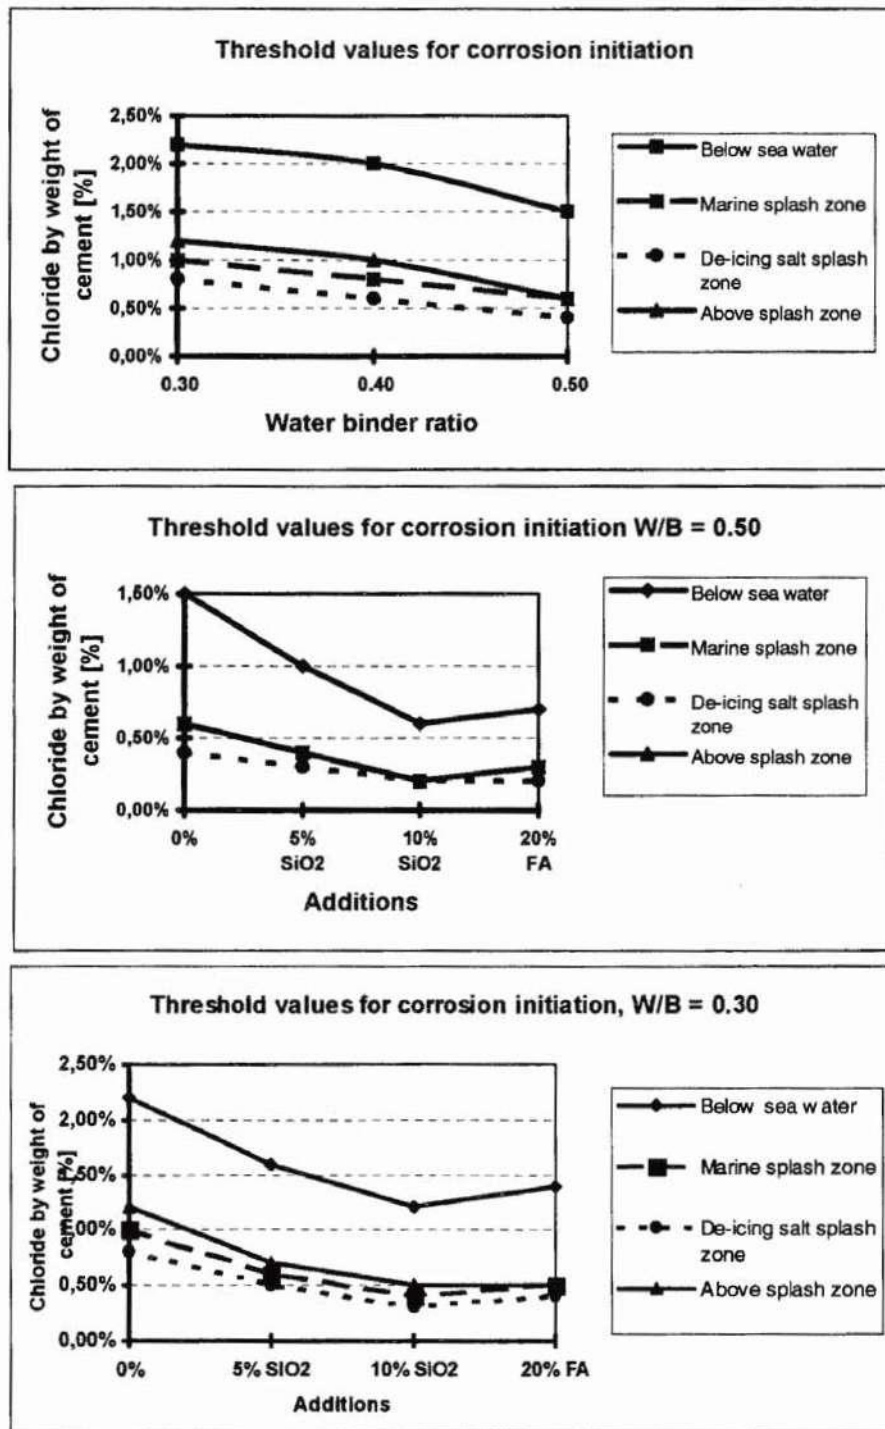 Threshold values for corrosion initiation
Chloride by weight of
cement [%]
2,50%
2,00%
1,50%
1,00%
0,50%
0,00%
0.30
0.40
0.50
Water binder ratio
Below sea water
Marine splash zone
De-icing salt splash
zone
Above splash zone
Threshold values for corrosion initiation W/B = 0.50
Chloride by weight of
cement [%]
1,50%
1,00%
0,50%
0,00%
0%
5%
SiO2
10%
SiO2
20%
FA
Additions
Below sea water
Marine splash zone
De-icing salt splash
zone
Above splash zone
Threshold values for corrosion initiation, W/B = 0.30
Chloride by weight of
cement [%]
2,50%
2,00%
1,50%
1,00%
0,50%
0,00%
0%
5% SIO2
10% SIO2
20% FA
Additions
Below sea water
Marine splash zone
De-icing salt splash
zone
Above splash zone